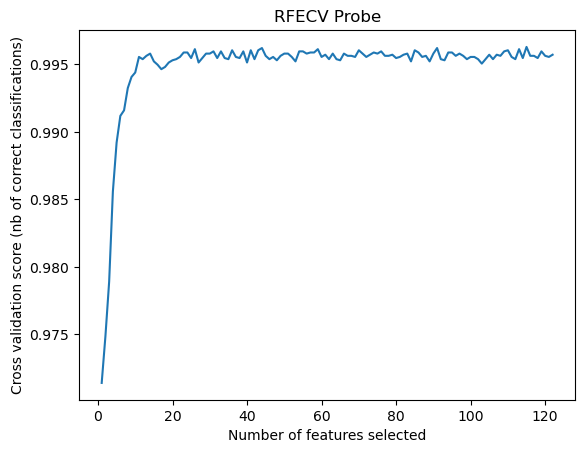 RFECV Probe
Cross validation score (nb of correct classifications)
0.995
0.990
0.985
0.980
0.975
0 20 40 60 80 100 120
Number of features selected